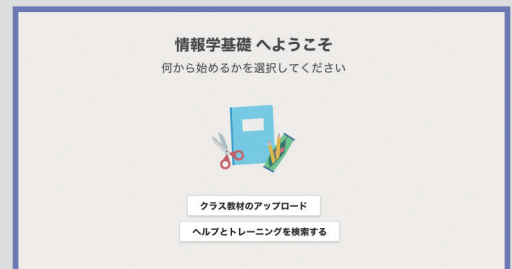 情報学基礎 へようこそ
何から始めるかを選択してください
クラス教材のアップロード
ヘルプとトレーニングを検索する